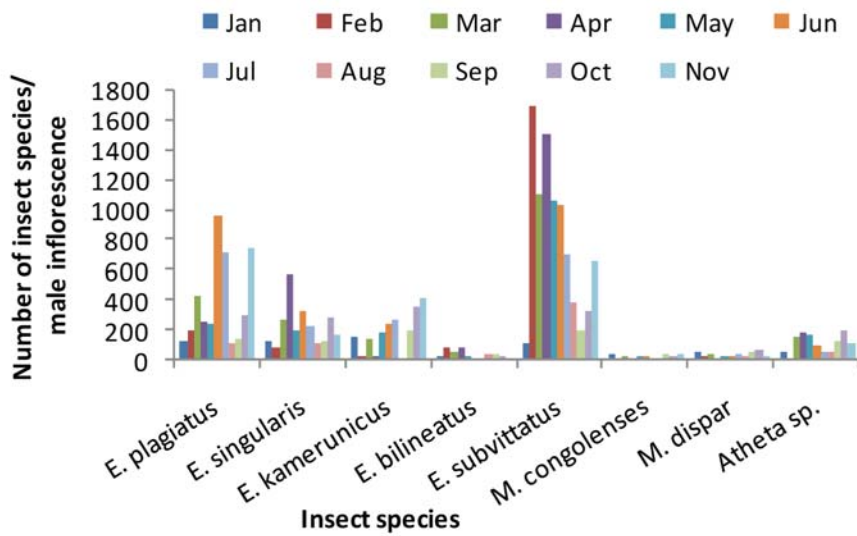 Jan Feb Mar Apr May Jun
Jul Aug Sep Oct Nov
Number of insect species/
male inflorescence
1800
1600
1400
1200
1000
800
600
400
200
0
E. plagiatus
E. singularis
E. kamerunicus
E. bilineatus
E. subvittatus
M. congolenses
M. dispar
Atheta sp.
Insect species